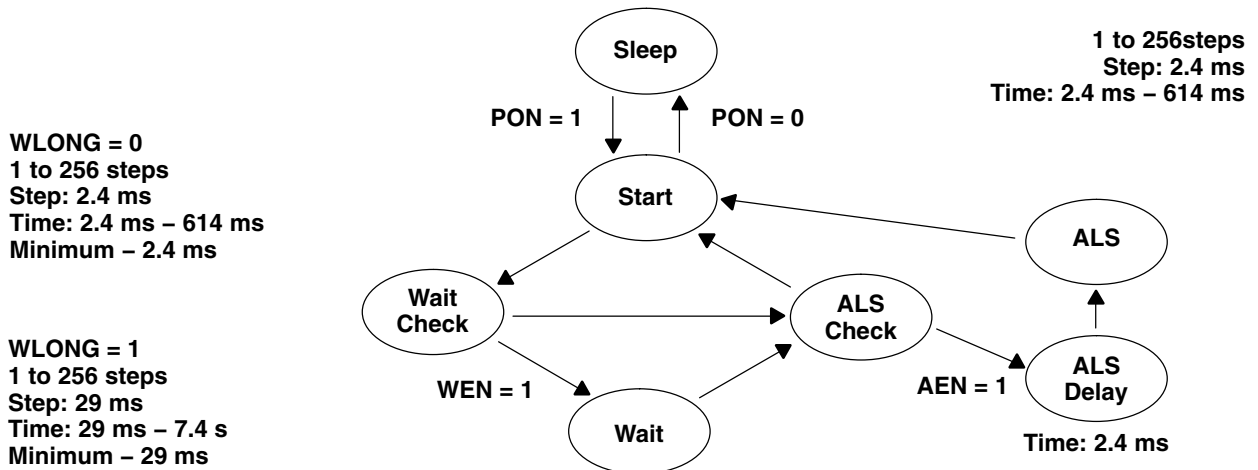 Sleep
1 to 256steps
Step: 2.4 ms
Time: 2.4 ms – 614 ms
PON = 1
PON = 0
WLONG = 0
1 to 256 steps
Step: 2.4 ms
Time: 2.4 ms – 614 ms
Minimum – 2.4 ms
Start
ALS
Wait
Check
ALS
Check
WLONG = 1
1 to 256 steps
Step: 29 ms
Time: 29 ms – 7.4 s
Minimum – 29 ms
WEN = 1
AEN = 1
ALS
Delay
Wait
Time: 2.4 ms